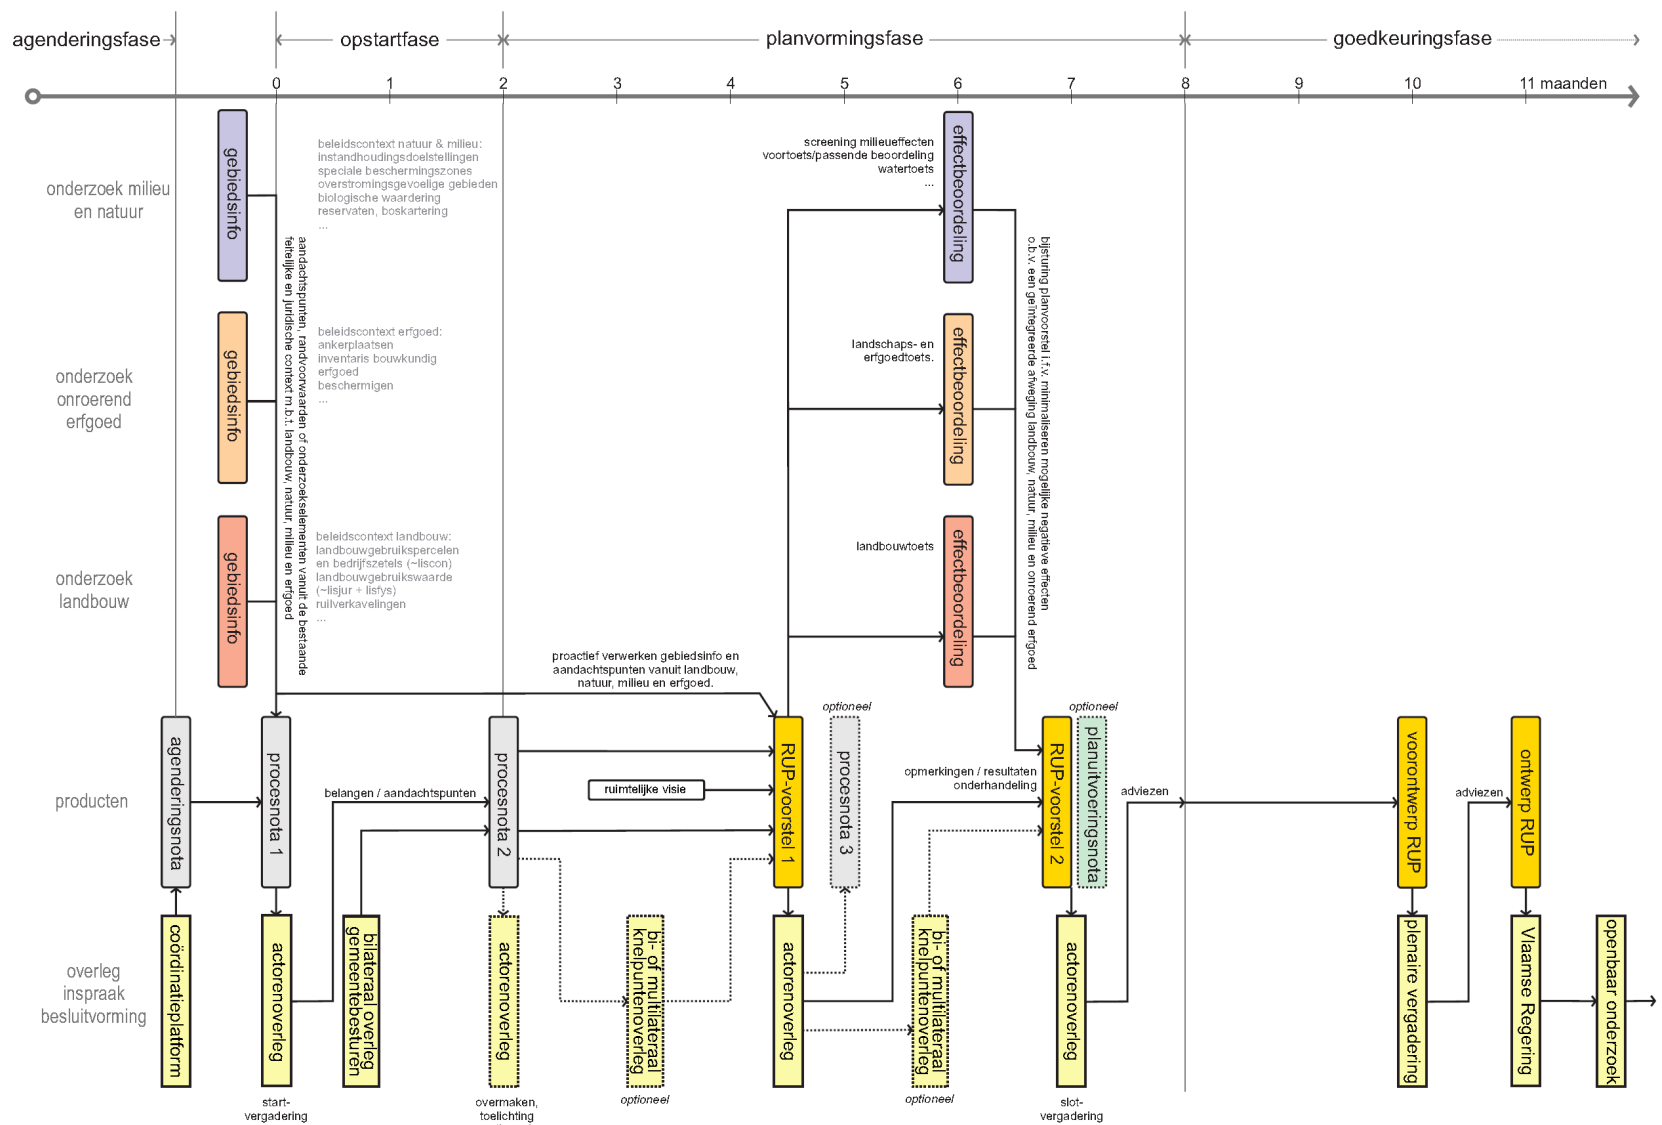 agenderingsfase
opstartfase
planvormingsfase
goedkeuringsfase
0 1 2 3 4 5 6 7 8 9 10 11 maanden
onderzoek milieu
en natuur
gebiedsinfo
beleidscontext natuur & milieu:
instandhoudingsdoelstellingen
speciale beschermingszones
overstromingsgevoelige gebieden
biologische waardering
reservaten, boskartering
...
screening milieueffecten
voortoets/passende beoordeling
watertoets
...
effectbeoordeling
aandachtspunten, randvoorwaarden of onderzoekselementen vanuit de bestaande
feitelijke en juridische context m.b.t. landbouw, natuur, milieu en erfgoed
bijsturing planvoorstel i.f.v. minimaliseren mogelijke negatieve effecten
o.b.v. een geïntegreerde afweging landbouw, natuur, milieu en onroerend erfgoed
onderzoek
onroerend
erfgoed
gebiedsinfo
beleidscontext erfgoed:
ankerplaatsen
inventaris bouwkundig
erfgoed
beschermigen
...
landschaps- en
erfgoedtoets.
effectbeoordeling
onderzoek
landbouw
gebiedsinfo
beleidscontext landbouw:
landbouwgebruikspercelen
en bedrijfszetels (~liscon)
landbouwgebruikswaarde
(~lisjur + lisfys)
ruilverkavelingen
...
landbouwtoets
effectbeoordeling
proactief verwerken gebiedsinfo en
aandachtspunten vanuit landbouw,
natuur, milieu en erfgoed.
producten
agenderingsnota
procesnota 1
belangen / aandachtspunten
procesnota 2
ruimtelijke visie
RUP-voorstel 1
optioneel
procesnota 3
opmerkingen / resultaten
onderhandeling
RUP-voorstel 2
optioneel
planuitvoeringsnota
adviezen
voorontwerp RUP
adviezen
ontwerp RUP
overleg
inspraak
besluitvorming
coördinatieplatform
actorenoverleg
start-
vergadering
bilateraal overleg
gemeentebesturen
actorenoverleg
overmaken,
toelichting
bi- of multilateraal
knelpuntenoverleg
optioneel
actorenoverleg
bi- of multilateraal
knelpuntenoverleg
optioneel
actorenoverleg
slot-
vergadering
plenaire vergadering
Vlaamse Regering
openbaar onderzoek